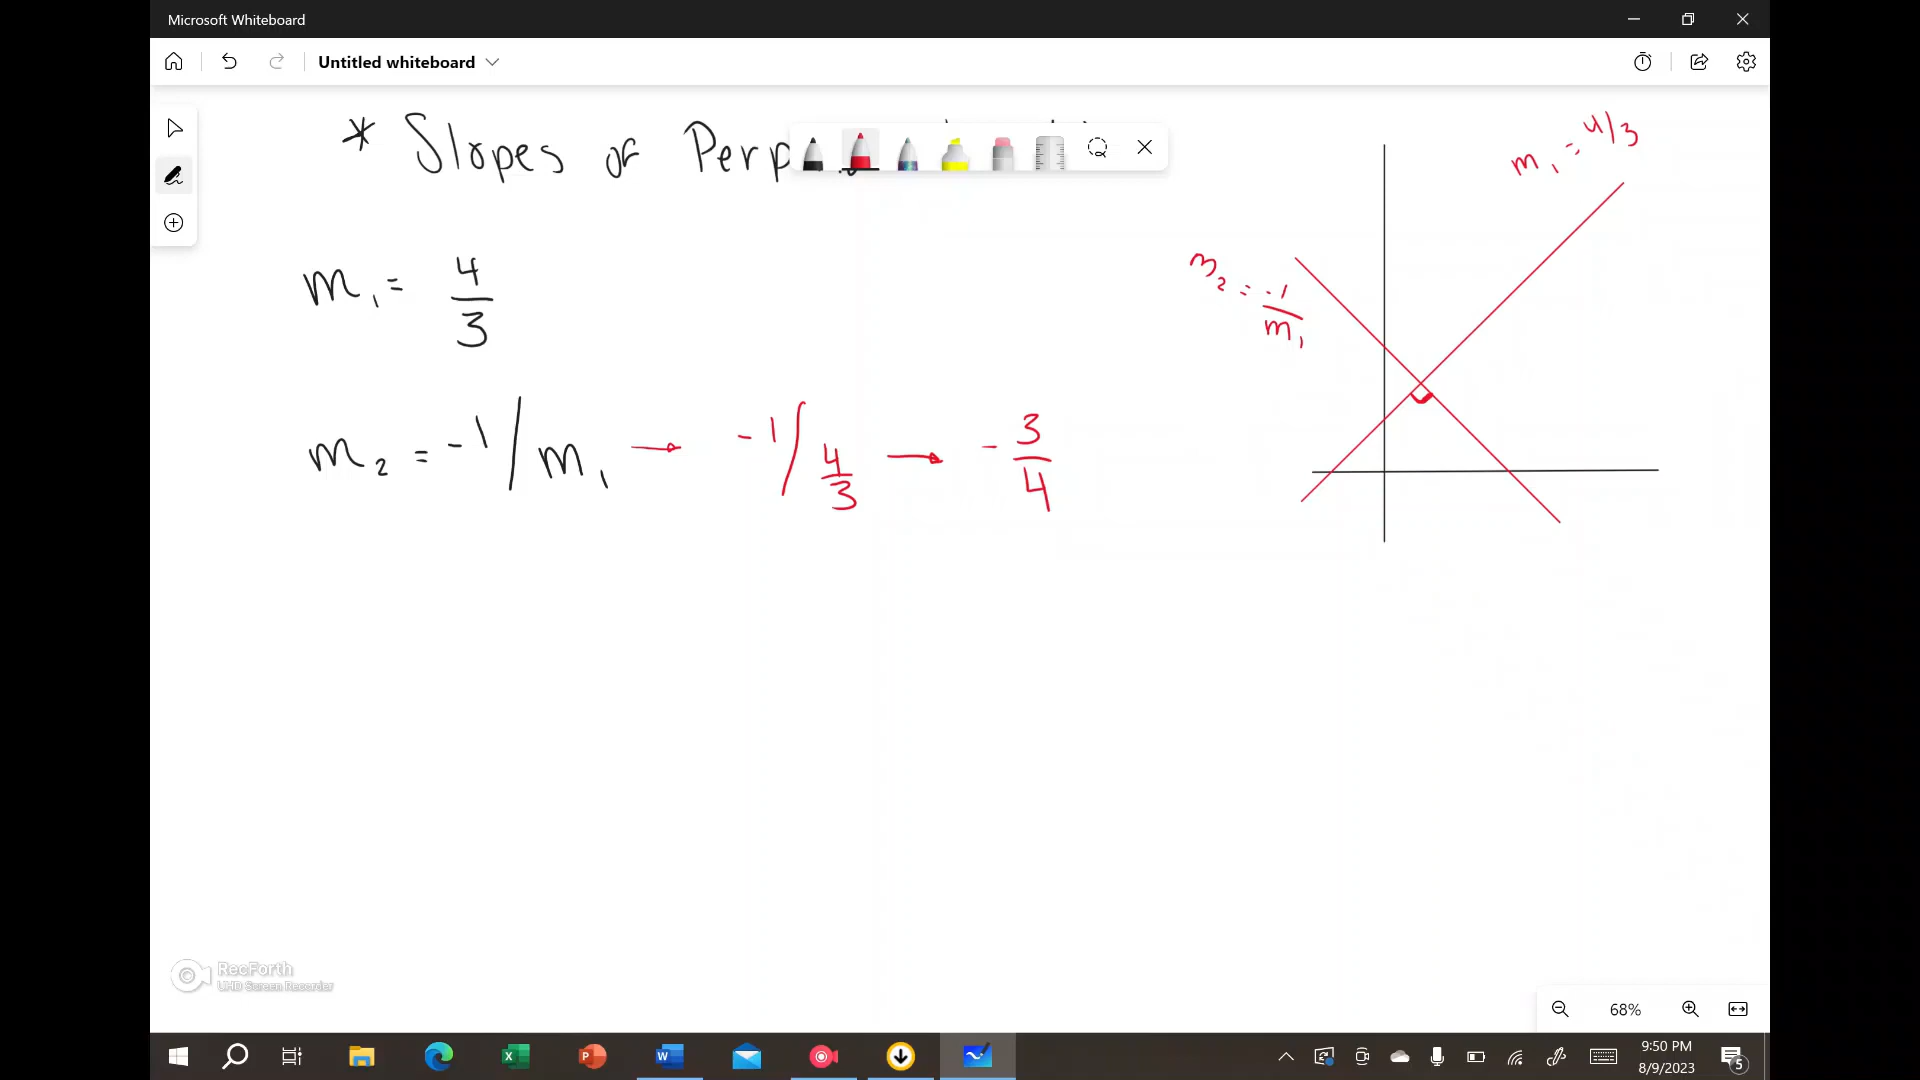 Microsoft Whiteboard
Untitled whiteboard
* Slopes of Perp
m₁ = 4/3
m₂ = -1/m₁ → -1/(4/3) → -3/4
m₁ = 4/3
m₂ = -1/m₁
RecForth
UHD Screen Recorder
68%
9:50 PM
8/9/2023
5